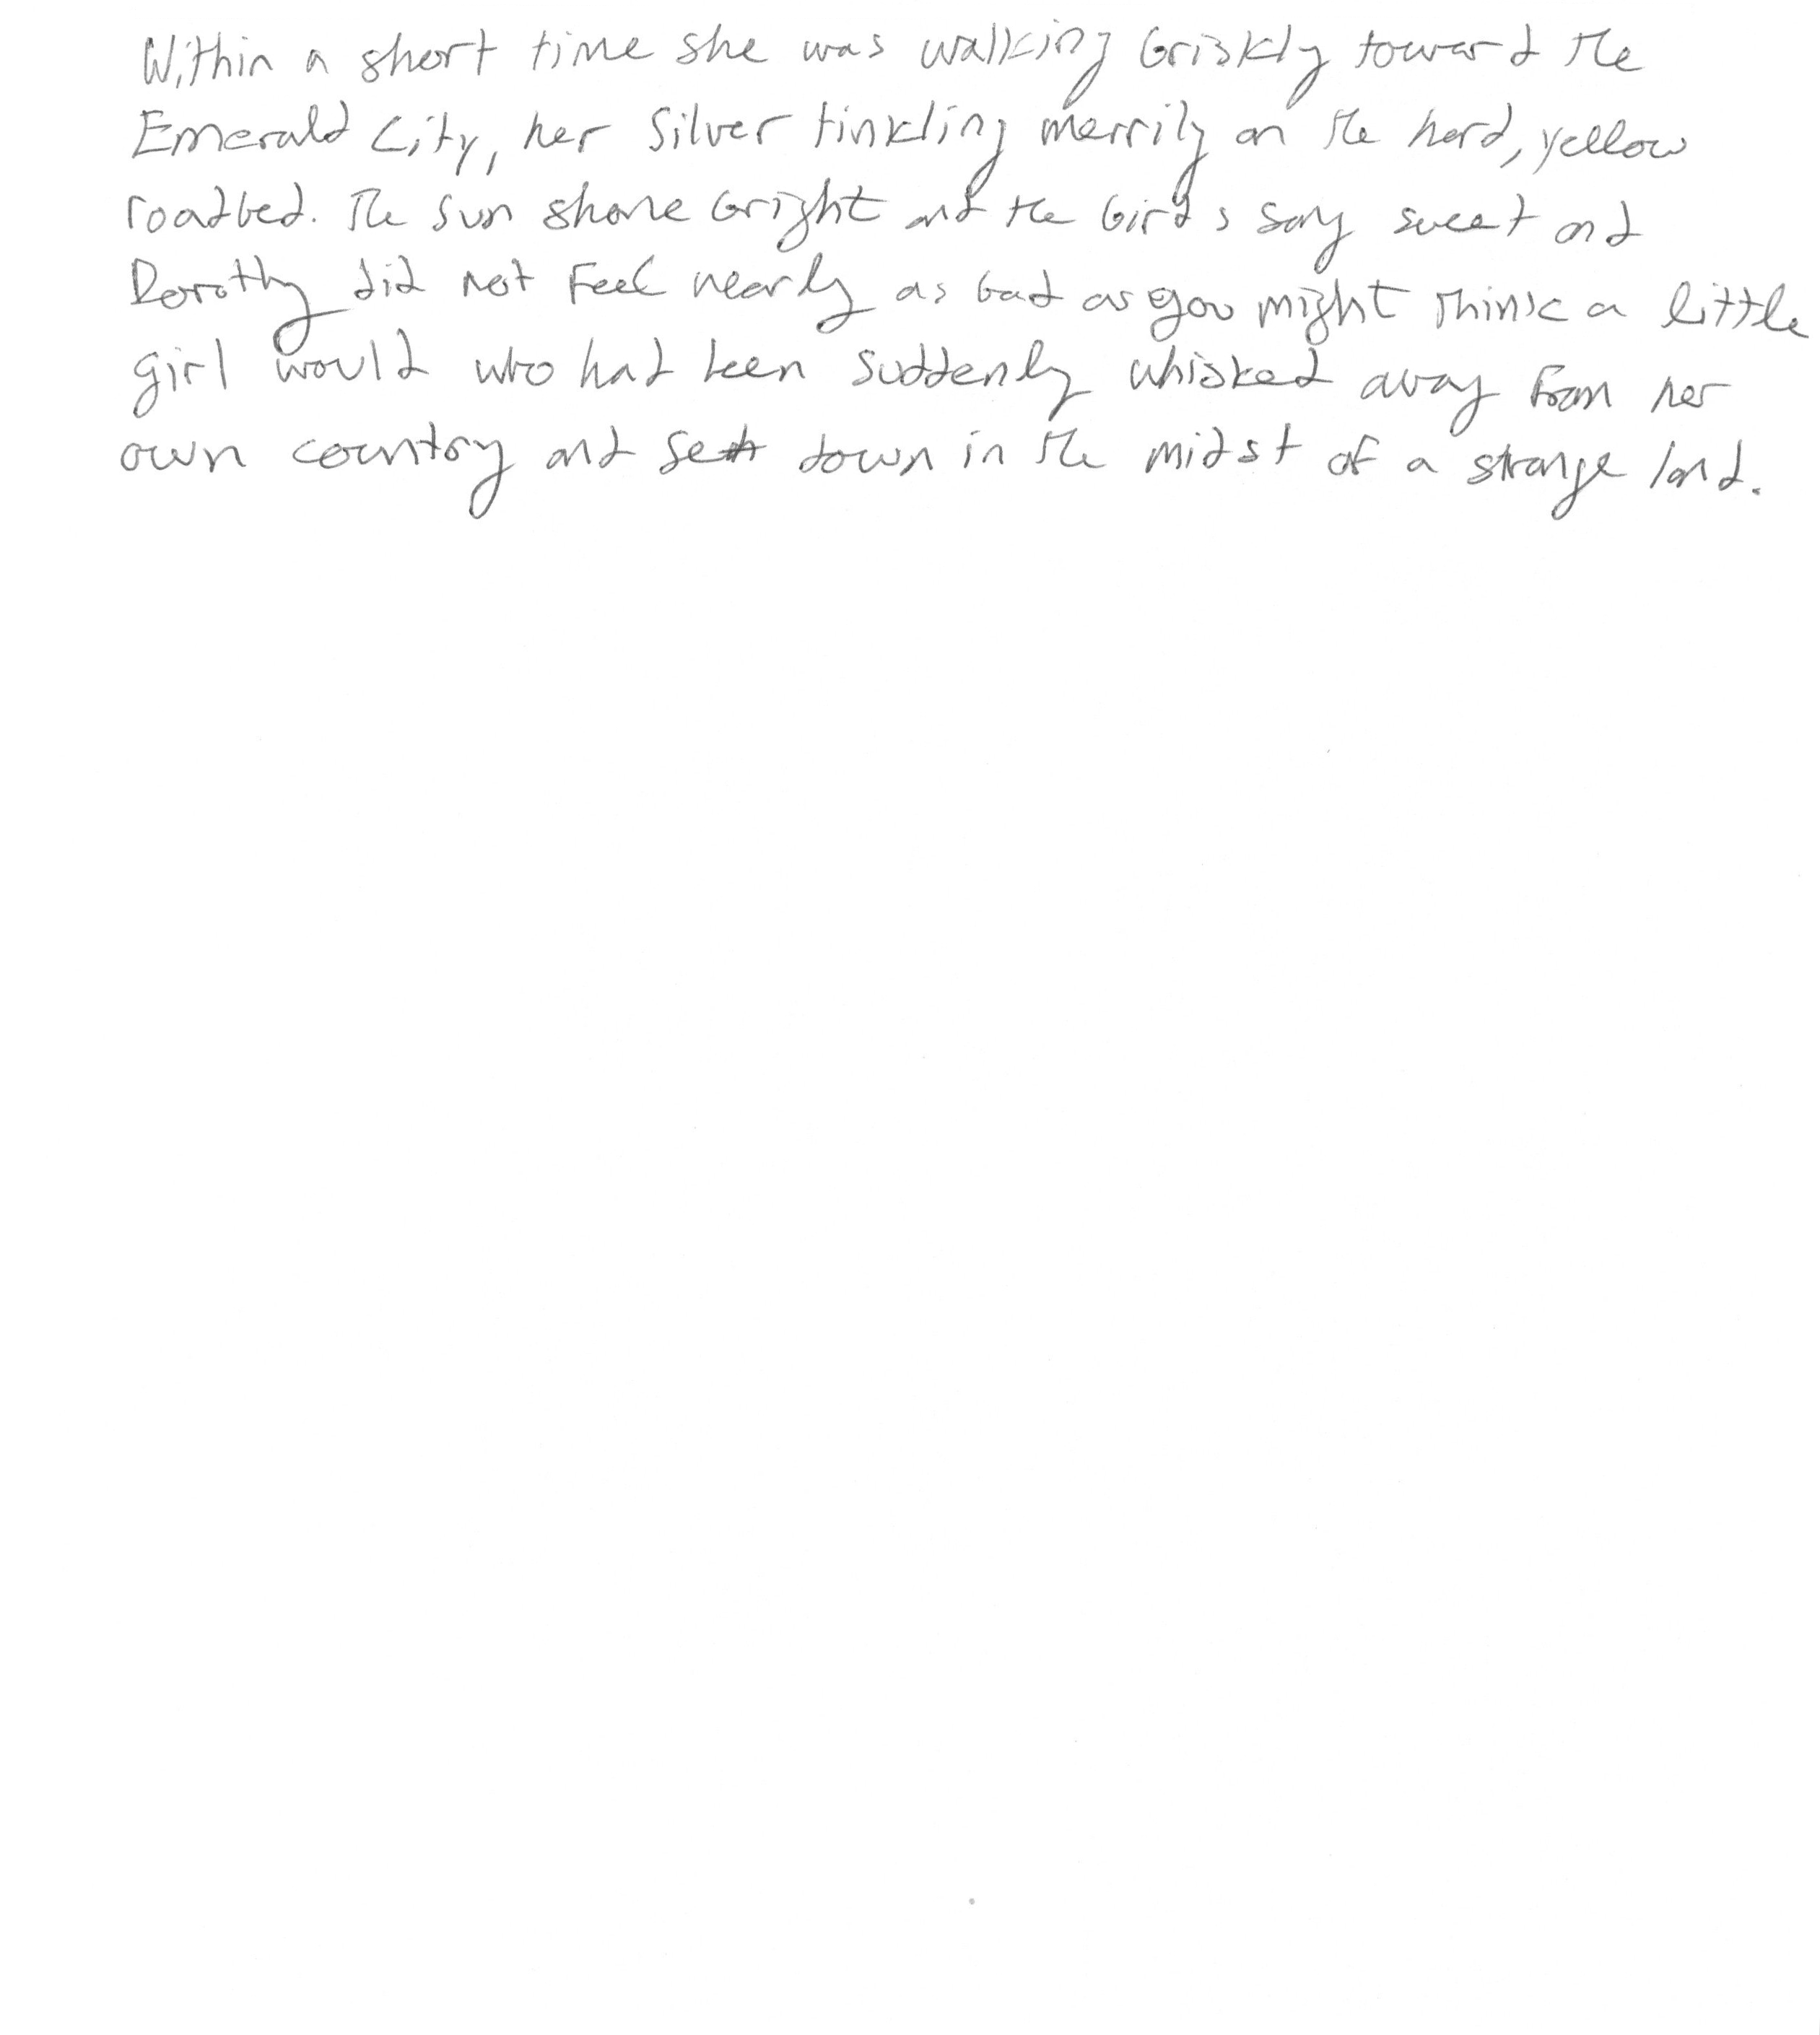 Within a short time she was walking briskly toward the
Emerald City, her Silver tinkling merrily on the hard, yellow
roadbed. The sun shone bright and the birds sang sweet and
Dorothy did not feel nearly as bad as you might think a little
girl would who had been suddenly whisked away from her
own country and set down in the midst of a strange land.